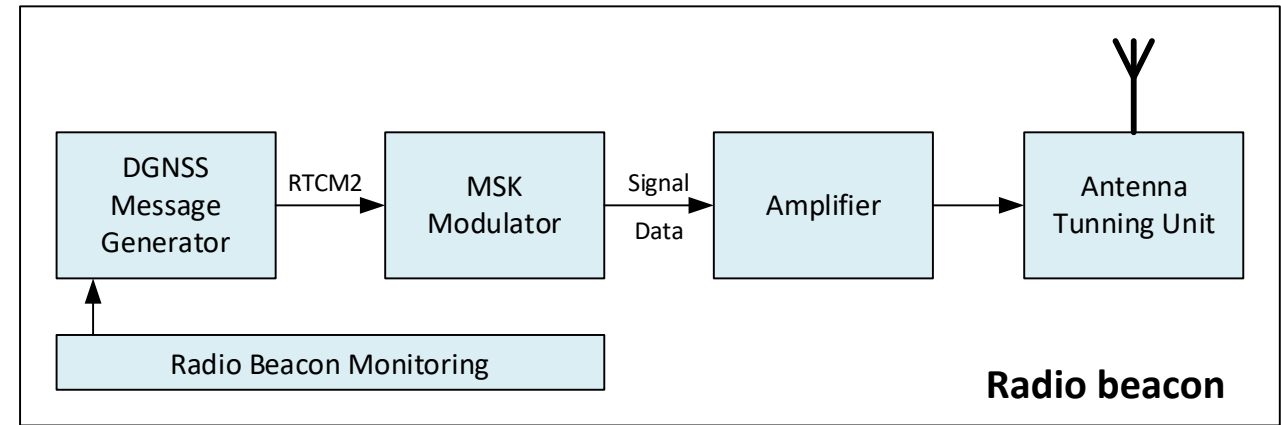 DGNSS
Message
Generator
RTCM2
MSK
Modulator
Signal
Data
Amplifier
Antenna
Tunning Unit
Radio Beacon Monitoring
Radio beacon